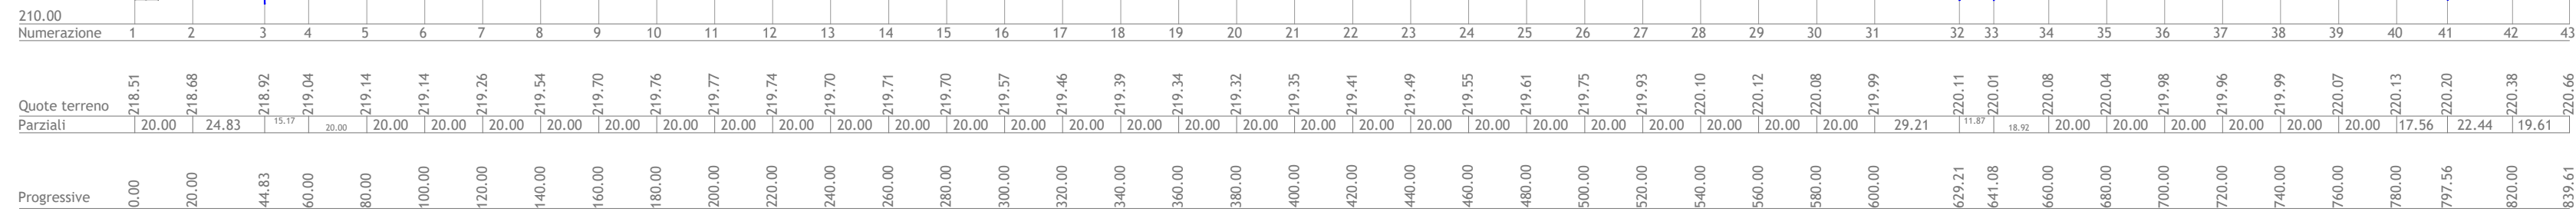 210.00
Numerazione 1 2 3 4 5 6 7 8 9 10 11 12 13 14 15 16 17 18 19 20 21 22 23 24 25 26 27 28 29 30 31 32 33 34 35 36 37 38 39 40 41 42 43
Quote terreno 218.51 218.68 218.92 219.04 219.14 219.14 219.26 219.54 219.70 219.76 219.77 219.74 219.70 219.71 219.70 219.57 219.46 219.39 219.34 219.32 219.35 219.41 219.49 219.55 219.61 219.75 219.93 220.10 220.12 220.08 219.99 220.11 220.01 220.08 220.04 219.98 219.96 219.99 220.07 220.13 220.20 220.38 220.66
Parziali 20.00 24.83 15.17 20.00 20.00 20.00 20.00 20.00 20.00 20.00 20.00 20.00 20.00 20.00 20.00 20.00 20.00 20.00 20.00 20.00 20.00 20.00 20.00 20.00 20.00 20.00 20.00 20.00 20.00 20.00 29.21 11.87 18.92 20.00 20.00 20.00 20.00 20.00 20.00 17.56 22.44 19.61
Progressive 0.00 20.00 44.83 60.00 80.00 100.00 120.00 140.00 160.00 180.00 200.00 220.00 240.00 260.00 280.00 300.00 320.00 340.00 360.00 380.00 400.00 420.00 440.00 460.00 480.00 500.00 520.00 540.00 560.00 580.00 600.00 629.21 641.08 660.00 680.00 700.00 720.00 740.00 760.00 780.00 797.56 820.00 839.61